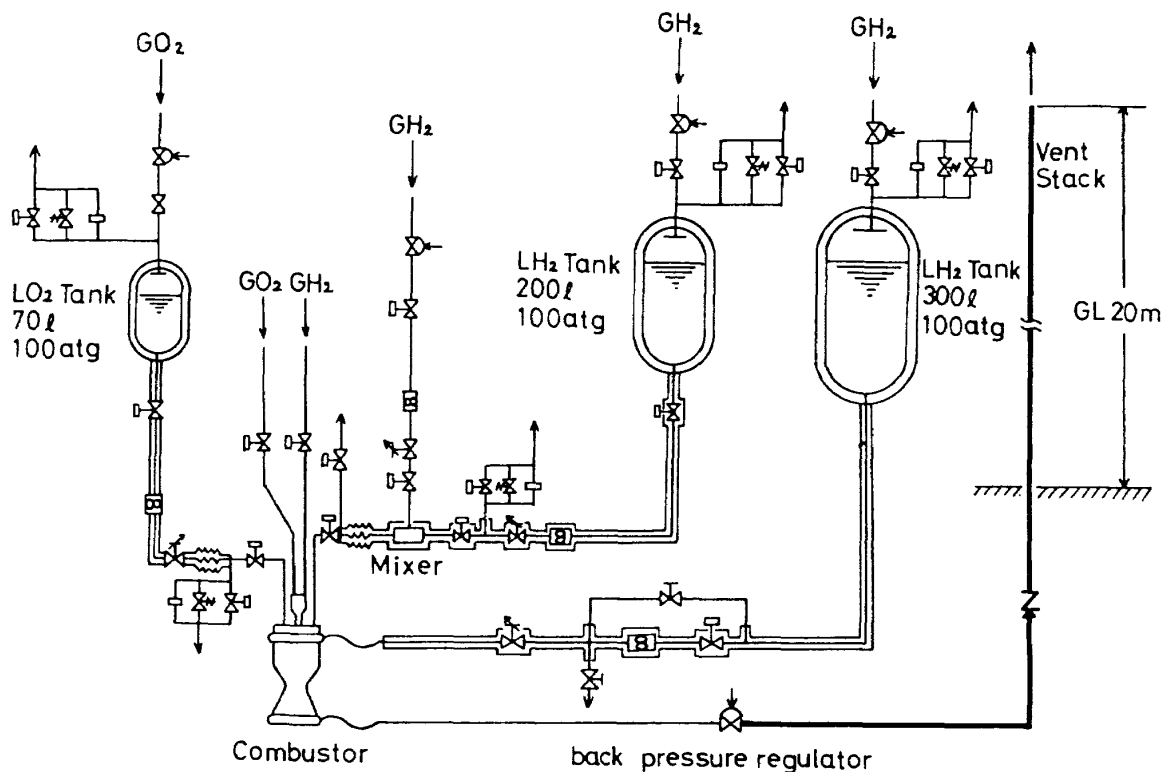 GO₂
GH₂
GH₂
GH₂
Vent
Stack
LO₂ Tank
70ℓ
100atg
GO₂ GH₂
LH₂ Tank
200ℓ
100atg
LH₂ Tank
300ℓ
100atg
GL 20m
Mixer
Combustor
back pressure regulator